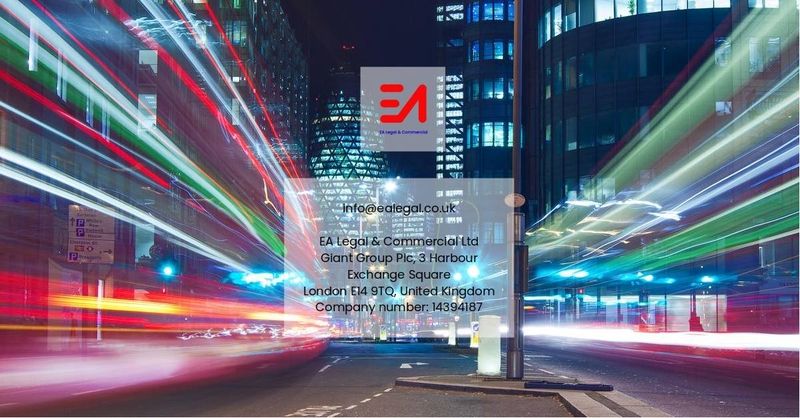 EA
EA Legal & Commercial
info@ealegal.co.uk
EA Legal & Commercial Ltd
Giant Group Plc, 3 Harbour
Exchange Square
London E14 9TQ, United Kingdom
Company number: 14394187